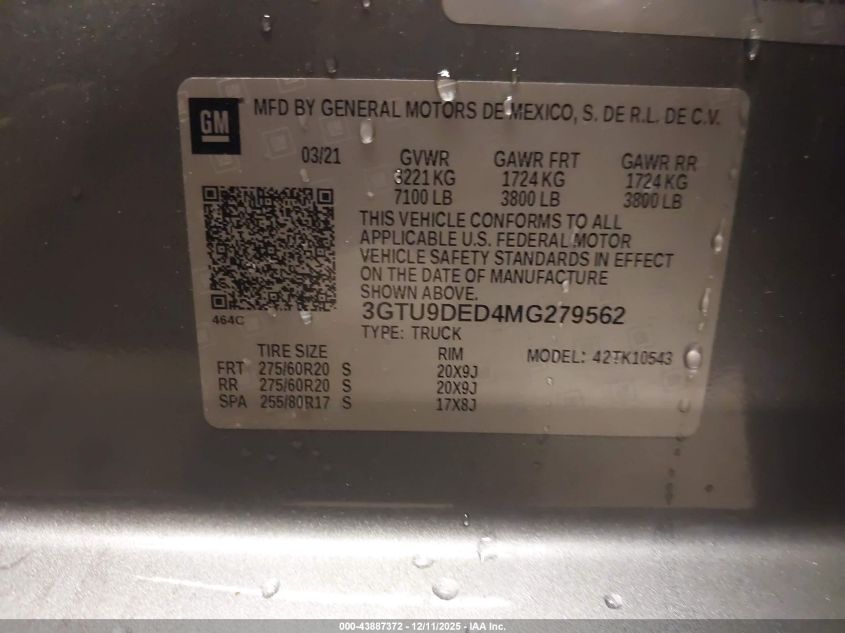 GM
MFD BY GENERAL MOTORS DE MEXICO, S. DE R.L. DE C.V.
03/21 GVWR GAWR FRT GAWR RR
3221 KG 1724 KG 1724 KG
7100 LB 3800 LB 3800 LB
THIS VEHICLE CONFORMS TO ALL
APPLICABLE U.S. FEDERAL MOTOR
VEHICLE SAFETY STANDARDS IN EFFECT
ON THE DATE OF MANUFACTURE
SHOWN ABOVE.
464C
3GTU9DED4MG279562
TYPE: TRUCK
TIRE SIZE RIM MODEL: 42TK10543
FRT 275/60R20 S 20X9J
RR 275/60R20 S 20X9J
SPA 255/80R17 S 17X8J
000-43887372 - 12/11/2025 - IAA Inc.